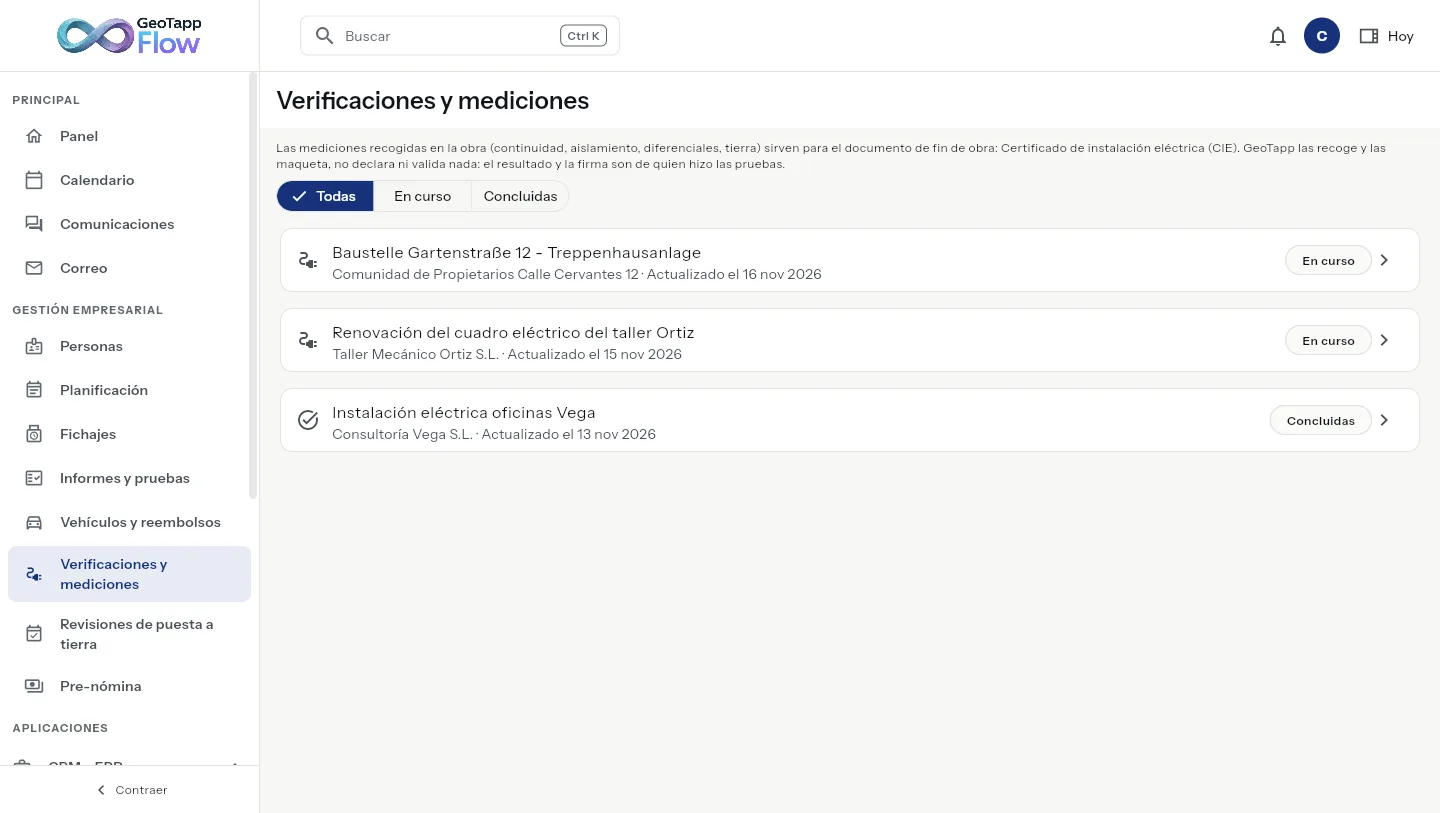 GeoTapp
Flow
Buscar
Ctrl K
C
Hoy
PRINCIPAL
Panel
Calendario
Comunicaciones
Correo
GESTIÓN EMPRESARIAL
Personas
Planificación
Fichajes
Informes y pruebas
Vehículos y reembolsos
Verificaciones y
mediciones
Revisiones de puesta a
tierra
Pre-nómina
APLICACIONES
Contraer
Verificaciones y mediciones
Las mediciones recogidas en la obra (continuidad, aislamiento, diferenciales, tierra) sirven para el documento de fin de obra: Certificado de instalación eléctrica (CIE). GeoTapp las recoge y las
maqueta, no declara ni valida nada: el resultado y la firma son de quien hizo las pruebas.
Todas
En curso
Concluidas
Baustelle Gartenstraße 12 - Treppenhausanlage
Comunidad de Propietarios Calle Cervantes 12 · Actualizado el 16 nov 2026
En curso
Renovación del cuadro eléctrico del taller Ortiz
Taller Mecánico Ortiz S.L. · Actualizado el 15 nov 2026
En curso
Instalación eléctrica oficinas Vega
Consultoría Vega S.L. · Actualizado el 13 nov 2026
Concluidas